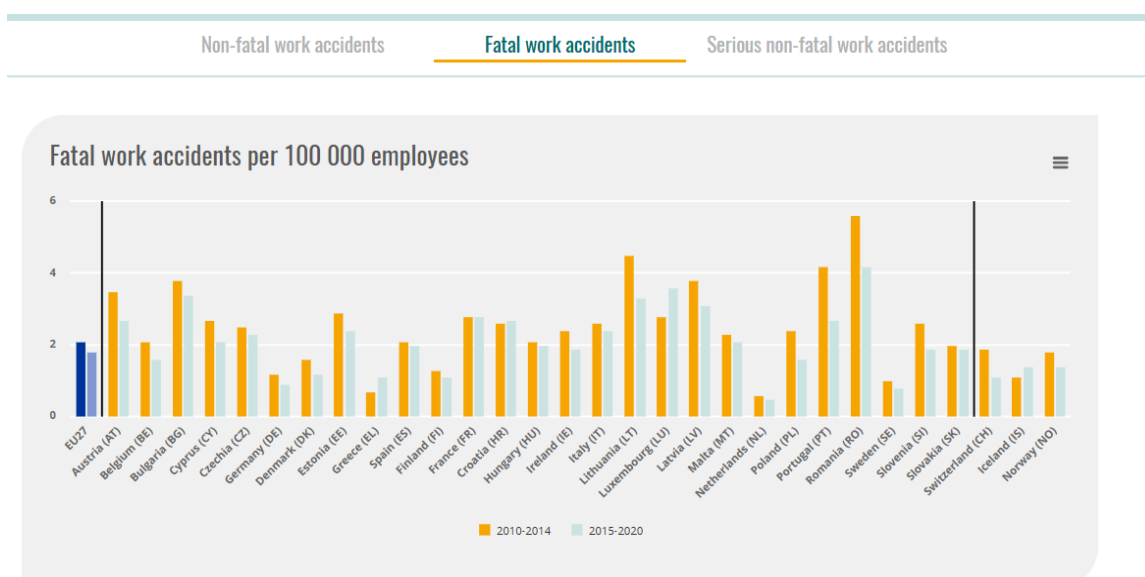 Non-fatal work accidents Fatal work accidents Serious non-fatal work accidents
Fatal work accidents per 100 000 employees
6
4
2
0
EU27
Austria (AT)
Belgium (BE)
Bulgaria (BG)
Cyprus (CY)
Czechia (CZ)
Germany (DE)
Denmark (DK)
Estonia (EE)
Greece (EL)
Spain (ES)
Finland (FI)
France (FR)
Croatia (HR)
Hungary (HU)
Ireland (IE)
Italy (IT)
Lithuania (LT)
Luxembourg (LU)
Latvia (LV)
Malta (MT)
Netherlands (NL)
Poland (PL)
Portugal (PT)
Romania (RO)
Sweden (SE)
Slovenia (SI)
Slovakia (SK)
Switzerland (CH)
Iceland (IS)
Norway (NO)
2010-2014 2015-2020